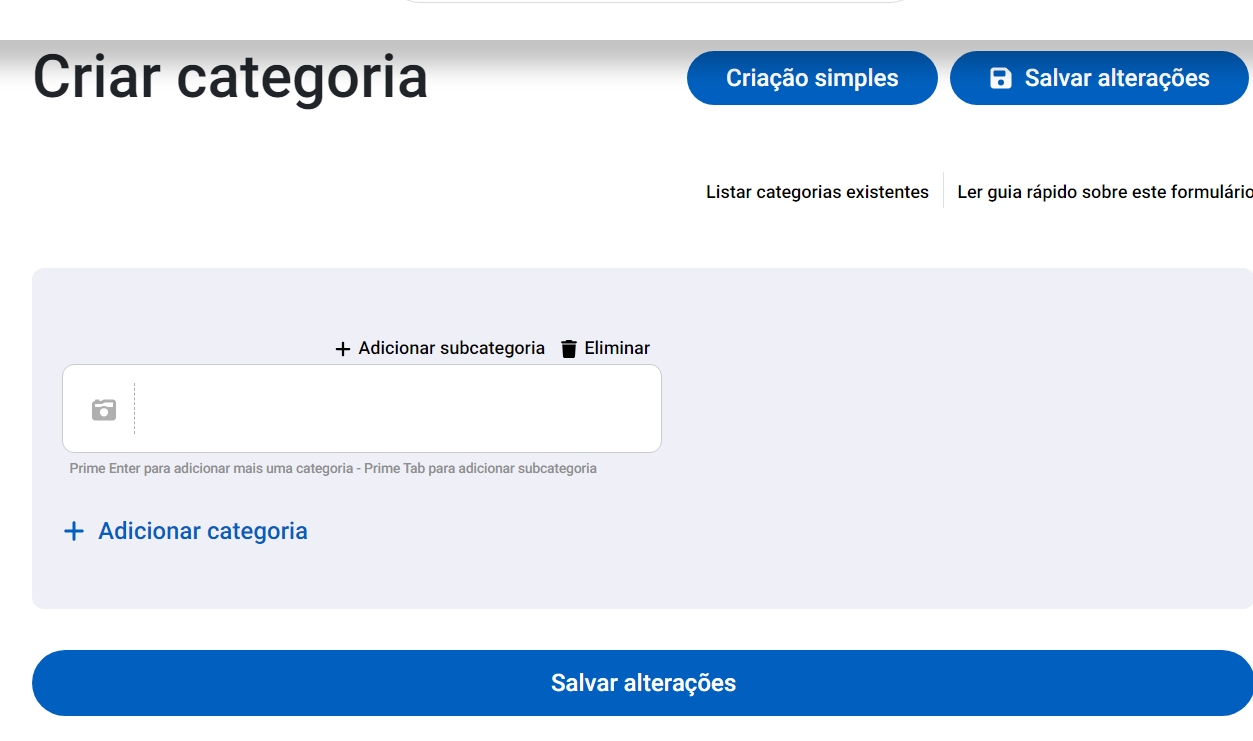 Criar categoria
Criação simples
Salvar alterações
Listar categorias existentes
Ler guia rápido sobre este formulário
Adicionar subcategoria
Eliminar
Prime Enter para adicionar mais uma categoria - Prime Tab para adicionar subcategoria
Adicionar categoria
Salvar alterações